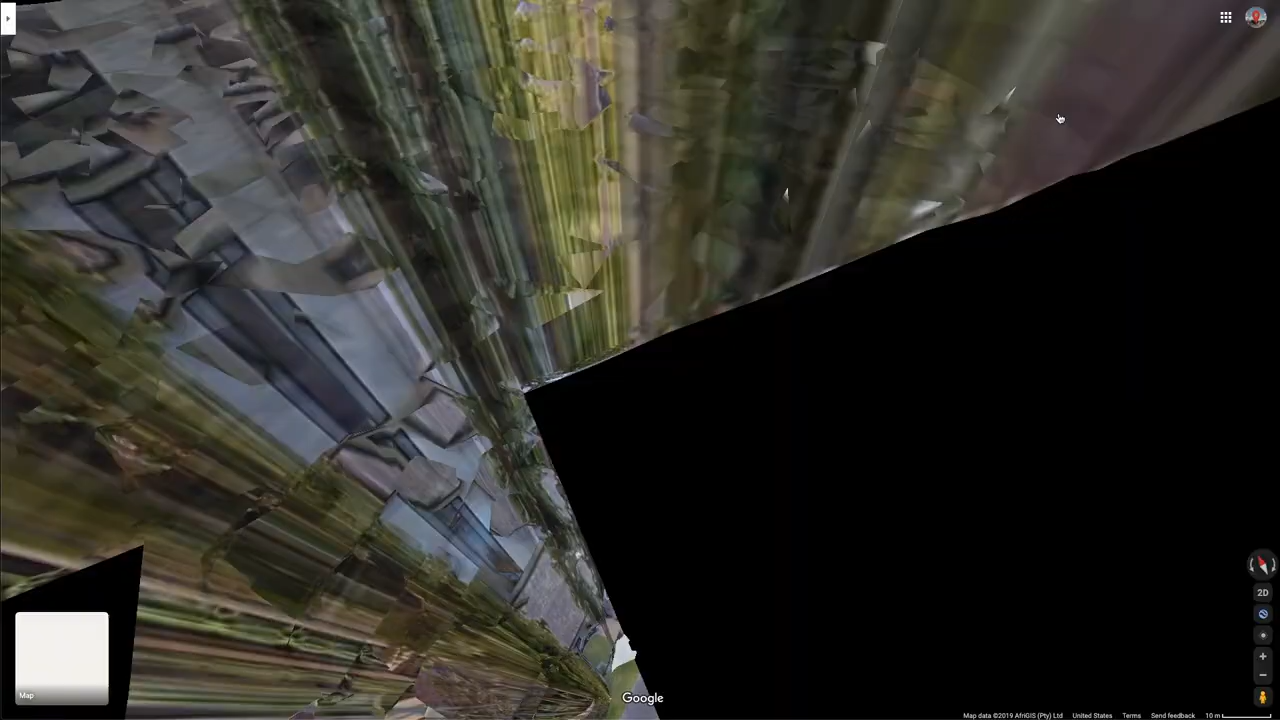 2D
Map
Google
Map data ©2019 AfriGIS (Pty) Ltd United States Terms Send feedback 10 m